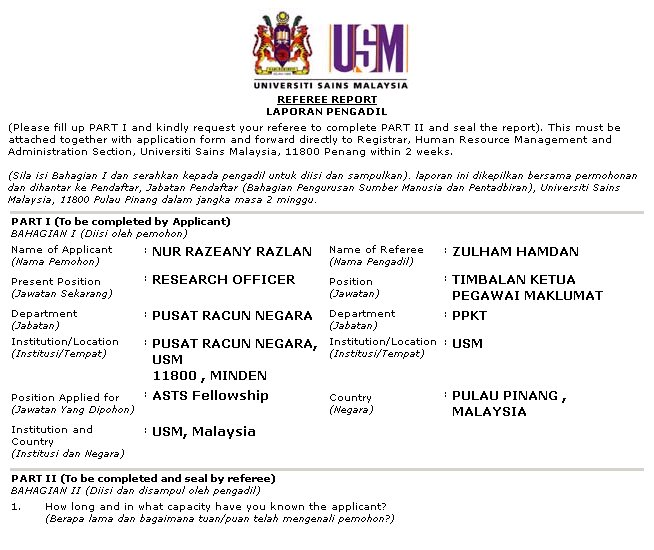 USM
UNIVERSITI SAINS MALAYSIA
REFEREE REPORT
LAPORAN PENGADIL
(Please fill up PART I and kindly request your referee to complete PART II and seal the report). This must be
attached together with application form and forward directly to Registrar, Human Resource Management and
Administration Section, Universiti Sains Malaysia, 11800 Penang within 2 weeks.
(Sila isi Bahagian I dan serahkan kepada pengadil untuk diisi dan sampulkan). laporan ini dikepilkan bersama permohonan
dan dihantar ke Pendaftar, Jabatan Pendaftar (Bahagian Pengurusan Sumber Manusia dan Pentadbiran), Universiti Sains
Malaysia, 11800 Pulau Pinang dalam jangka masa 2 minggu.
PART I (To be completed by Applicant)
BAHAGIAN I (Diisi oleh pemohon)
Name of Applicant : NUR RAZEANY RAZLAN Name of Referee : ZULHAM HAMDAN
(Nama Pemohon) (Nama Pengadil)
Present Position : RESEARCH OFFICER Position : TIMBALAN KETUA
(Jawatan Sekarang) (Jawatan) PEGAWAI MAKLUMAT
Department : PUSAT RACUN NEGARA Department : PPKT
(Jabatan) (Jabatan)
Institution/Location : PUSAT RACUN NEGARA, Institution/Location : USM
(Institusi/Tempat) USM (Institusi/Tempat)
11800 , MINDEN
Position Applied for : ASTS Fellowship Country : PULAU PINANG ,
(Jawatan Yang Dipohon) (Negara) MALAYSIA
Institution and : USM, Malaysia
Country
(Institusi dan Negara)
PART II (To be completed and seal by referee)
BAHAGIAN II (Diisi dan disampul oleh pengadil)
1. How long and in what capacity have you known the applicant?
(Berapa lama dan bagaimana tuan/puan telah mengenali pemohon?)